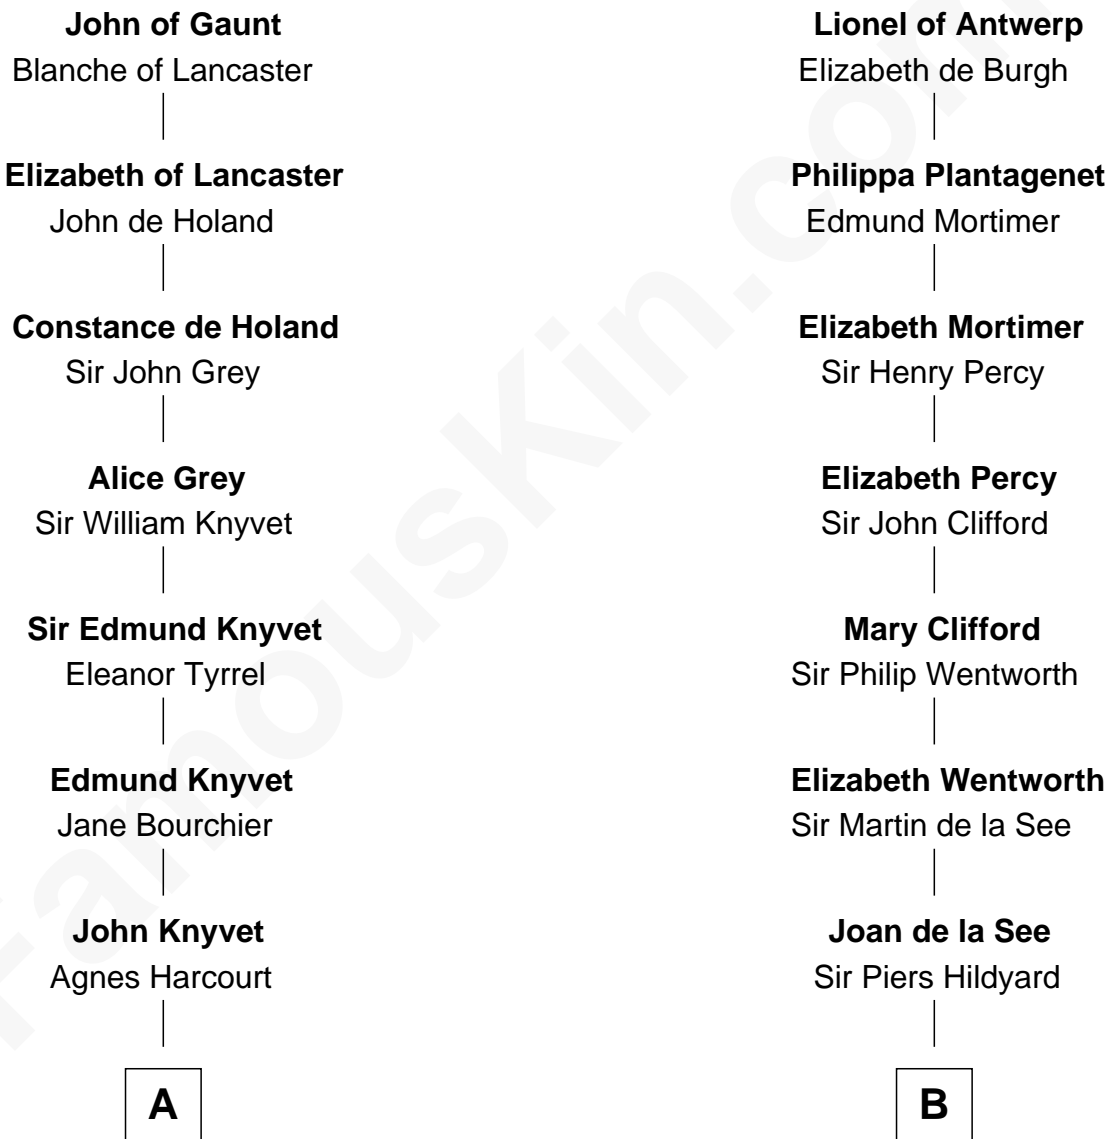 John of Gaunt
Blanche of Lancaster
Elizabeth of Lancaster
John de Holand
Constance de Holand
Sir John Grey
Alice Grey
Sir William Knyvet
Sir Edmund Knyvet
Eleanor Tyrrel
Edmund Knyvet
Jane Bourchier
John Knyvet
Agnes Harcourt
A
Lionel of Antwerp
Elizabeth de Burgh
Philippa Plantagenet
Edmund Mortimer
Elizabeth Mortimer
Sir Henry Percy
Elizabeth Percy
Sir John Clifford
Mary Clifford
Sir Philip Wentworth
Elizabeth Wentworth
Sir Martin de la See
Joan de la See
Sir Piers Hildyard
B
FamousKin.com